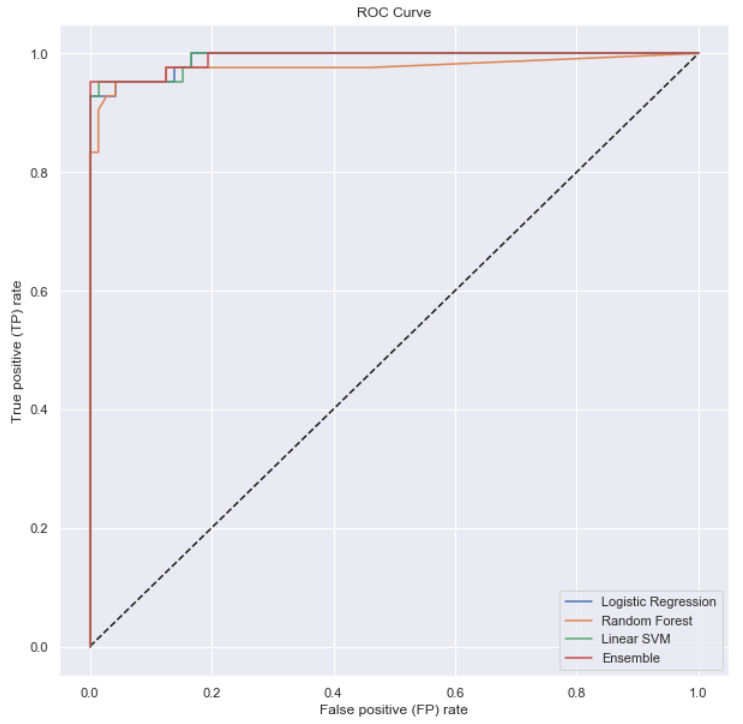 ROC Curve
1.0
0.8
0.6
0.4
0.2
0.0
True positive (TP) rate
0.0
0.2
0.4
0.6
0.8
1.0
False positive (FP) rate
Logistic Regression
Random Forest
Linear SVM
Ensemble